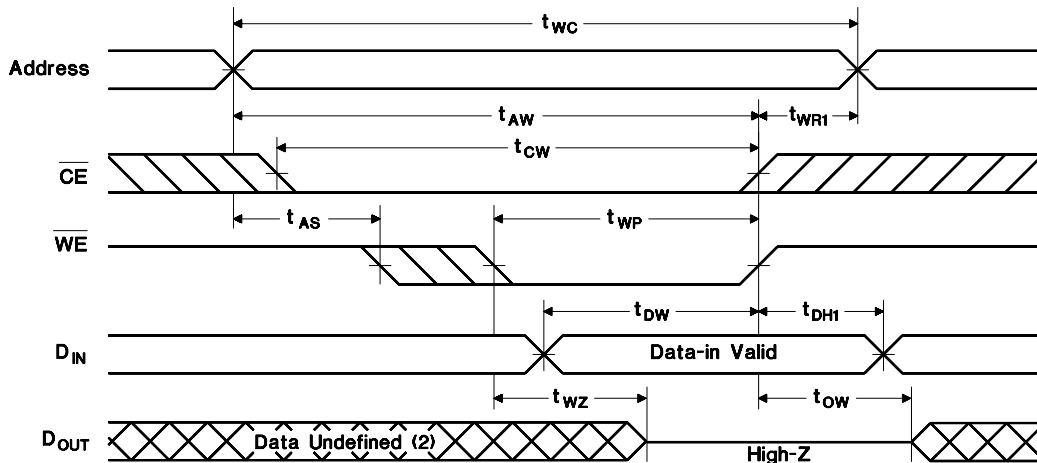 tWC
Address
tAW
tWR1
tCW
CE
tAS
tWP
WE
tDW
tDH1
DIN
Data-in Valid
tWZ
tOW
DOUT
Data Undefined (2)
High-Z